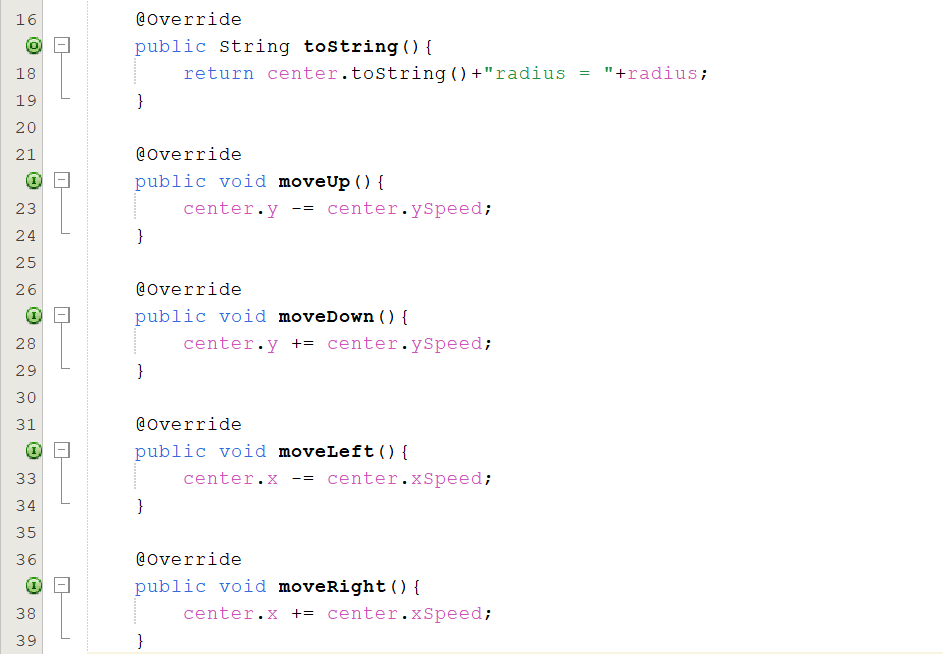 16 @Override
public String toString(){
18 return center.toString()+"radius = "+radius;
19 }
20
21 @Override
public void moveUp(){
23 center.y -= center.ySpeed;
24 }
25
26 @Override
public void moveDown(){
28 center.y += center.ySpeed;
29 }
30
31 @Override
public void moveLeft(){
33 center.x -= center.xSpeed;
34 }
35
36 @Override
public void moveRight(){
38 center.x += center.xSpeed;
39 }